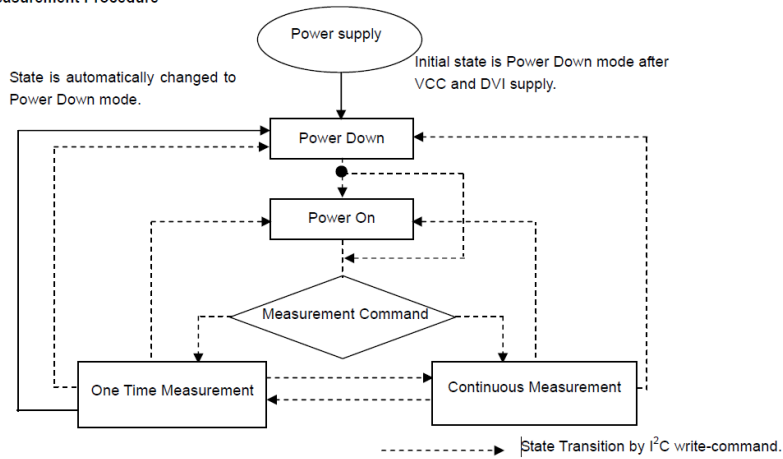 Measurement Procedure
Power supply
State is automatically changed to
Power Down mode.
Initial state is Power Down mode after
VCC and DVI supply.
Power Down
Power On
Measurement Command
One Time Measurement
Continuous Measurement
State Transition by I²C write-command.